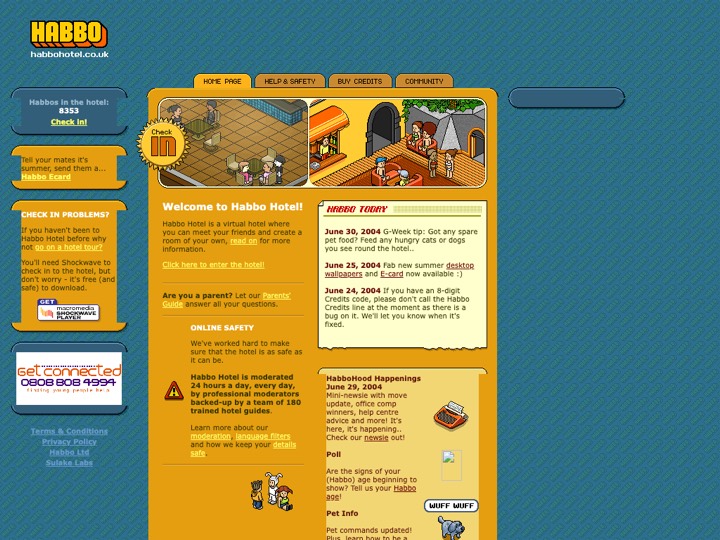 HABBO
habbohotel.co.uk
HOME PAGE
HELP & SAFETY
BUY CREDITS
COMMUNITY
Habbos in the hotel:
8353
Check in!
Tell your mates it's
summer, send them a...
Habbo Ecard
CHECK IN PROBLEMS?
If you haven't been to
Habbo Hotel before why
not go on a hotel tour?
You'll need Shockwave to
check in to the hotel, but
don't worry - it's free (and
safe) to download.
GET
macromedia
SHOCKWAVE
PLAYER
Get connected
0808 808 4994
finding young people he
Terms & Conditions
Privacy Policy
Habbo Ltd
Sulake Labs
Check
in
Welcome to Habbo Hotel!
Habbo Hotel is a virtual hotel where
you can meet your friends and create a
room of your own, read on for more
information.
Click here to enter the hotel!
Are you a parent? Let our Parents'
Guide answer all your questions.
ONLINE SAFETY
We've worked hard to make
sure that the hotel is as safe as
it can be.
Habbo Hotel is moderated
24 hours a day, every day,
by professional moderators
backed-up by a team of 180
trained hotel guides.
Learn more about our
moderation, language filters
and how we keep your details
safe.
HABBO TODAY
June 30, 2004 G-Week tip: Got any spare
pet food? Feed any hungry cats or dogs
you see round the hotel..
June 25, 2004 Fab new summer desktop
wallpapers and E-card now available :)
June 24, 2004 If you have an 8-digit
Credits code, please don't call the Habbo
Credits line at the moment as there is a
bug on it. We'll let you know when it's
fixed.
HabboHood Happenings
June 29, 2004
Mini-newsie with move
update, office comp
winners, help centre
advice and more! It's
here, it's happening..
Check our newsie out!
Poll
Are the signs of your
(Habbo) age beginning to
show? Tell us your Habbo
age!
Pet Info
WUFF WUFF
Pet commands updated!
Plus, learn how to be a